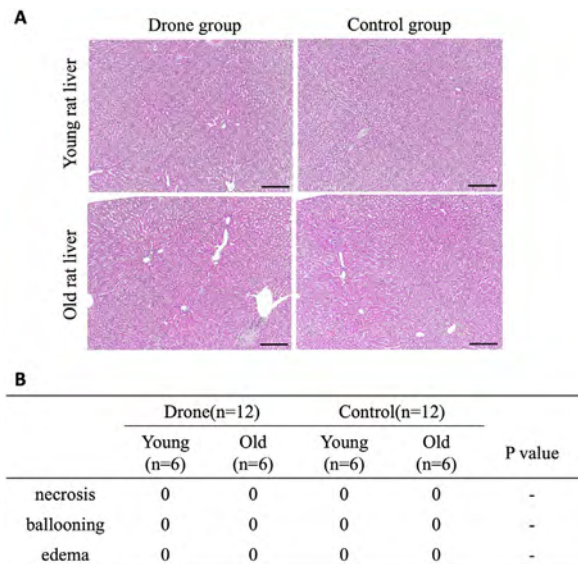 A
Drone group Control group
Young rat liver
Old rat liver
B
Drone(n=12) Control(n=12)
Young Old Young Old P value
(n=6) (n=6) (n=6) (n=6)
necrosis 0 0 0 0 -
ballooning 0 0 0 0 -
edema 0 0 0 0 -